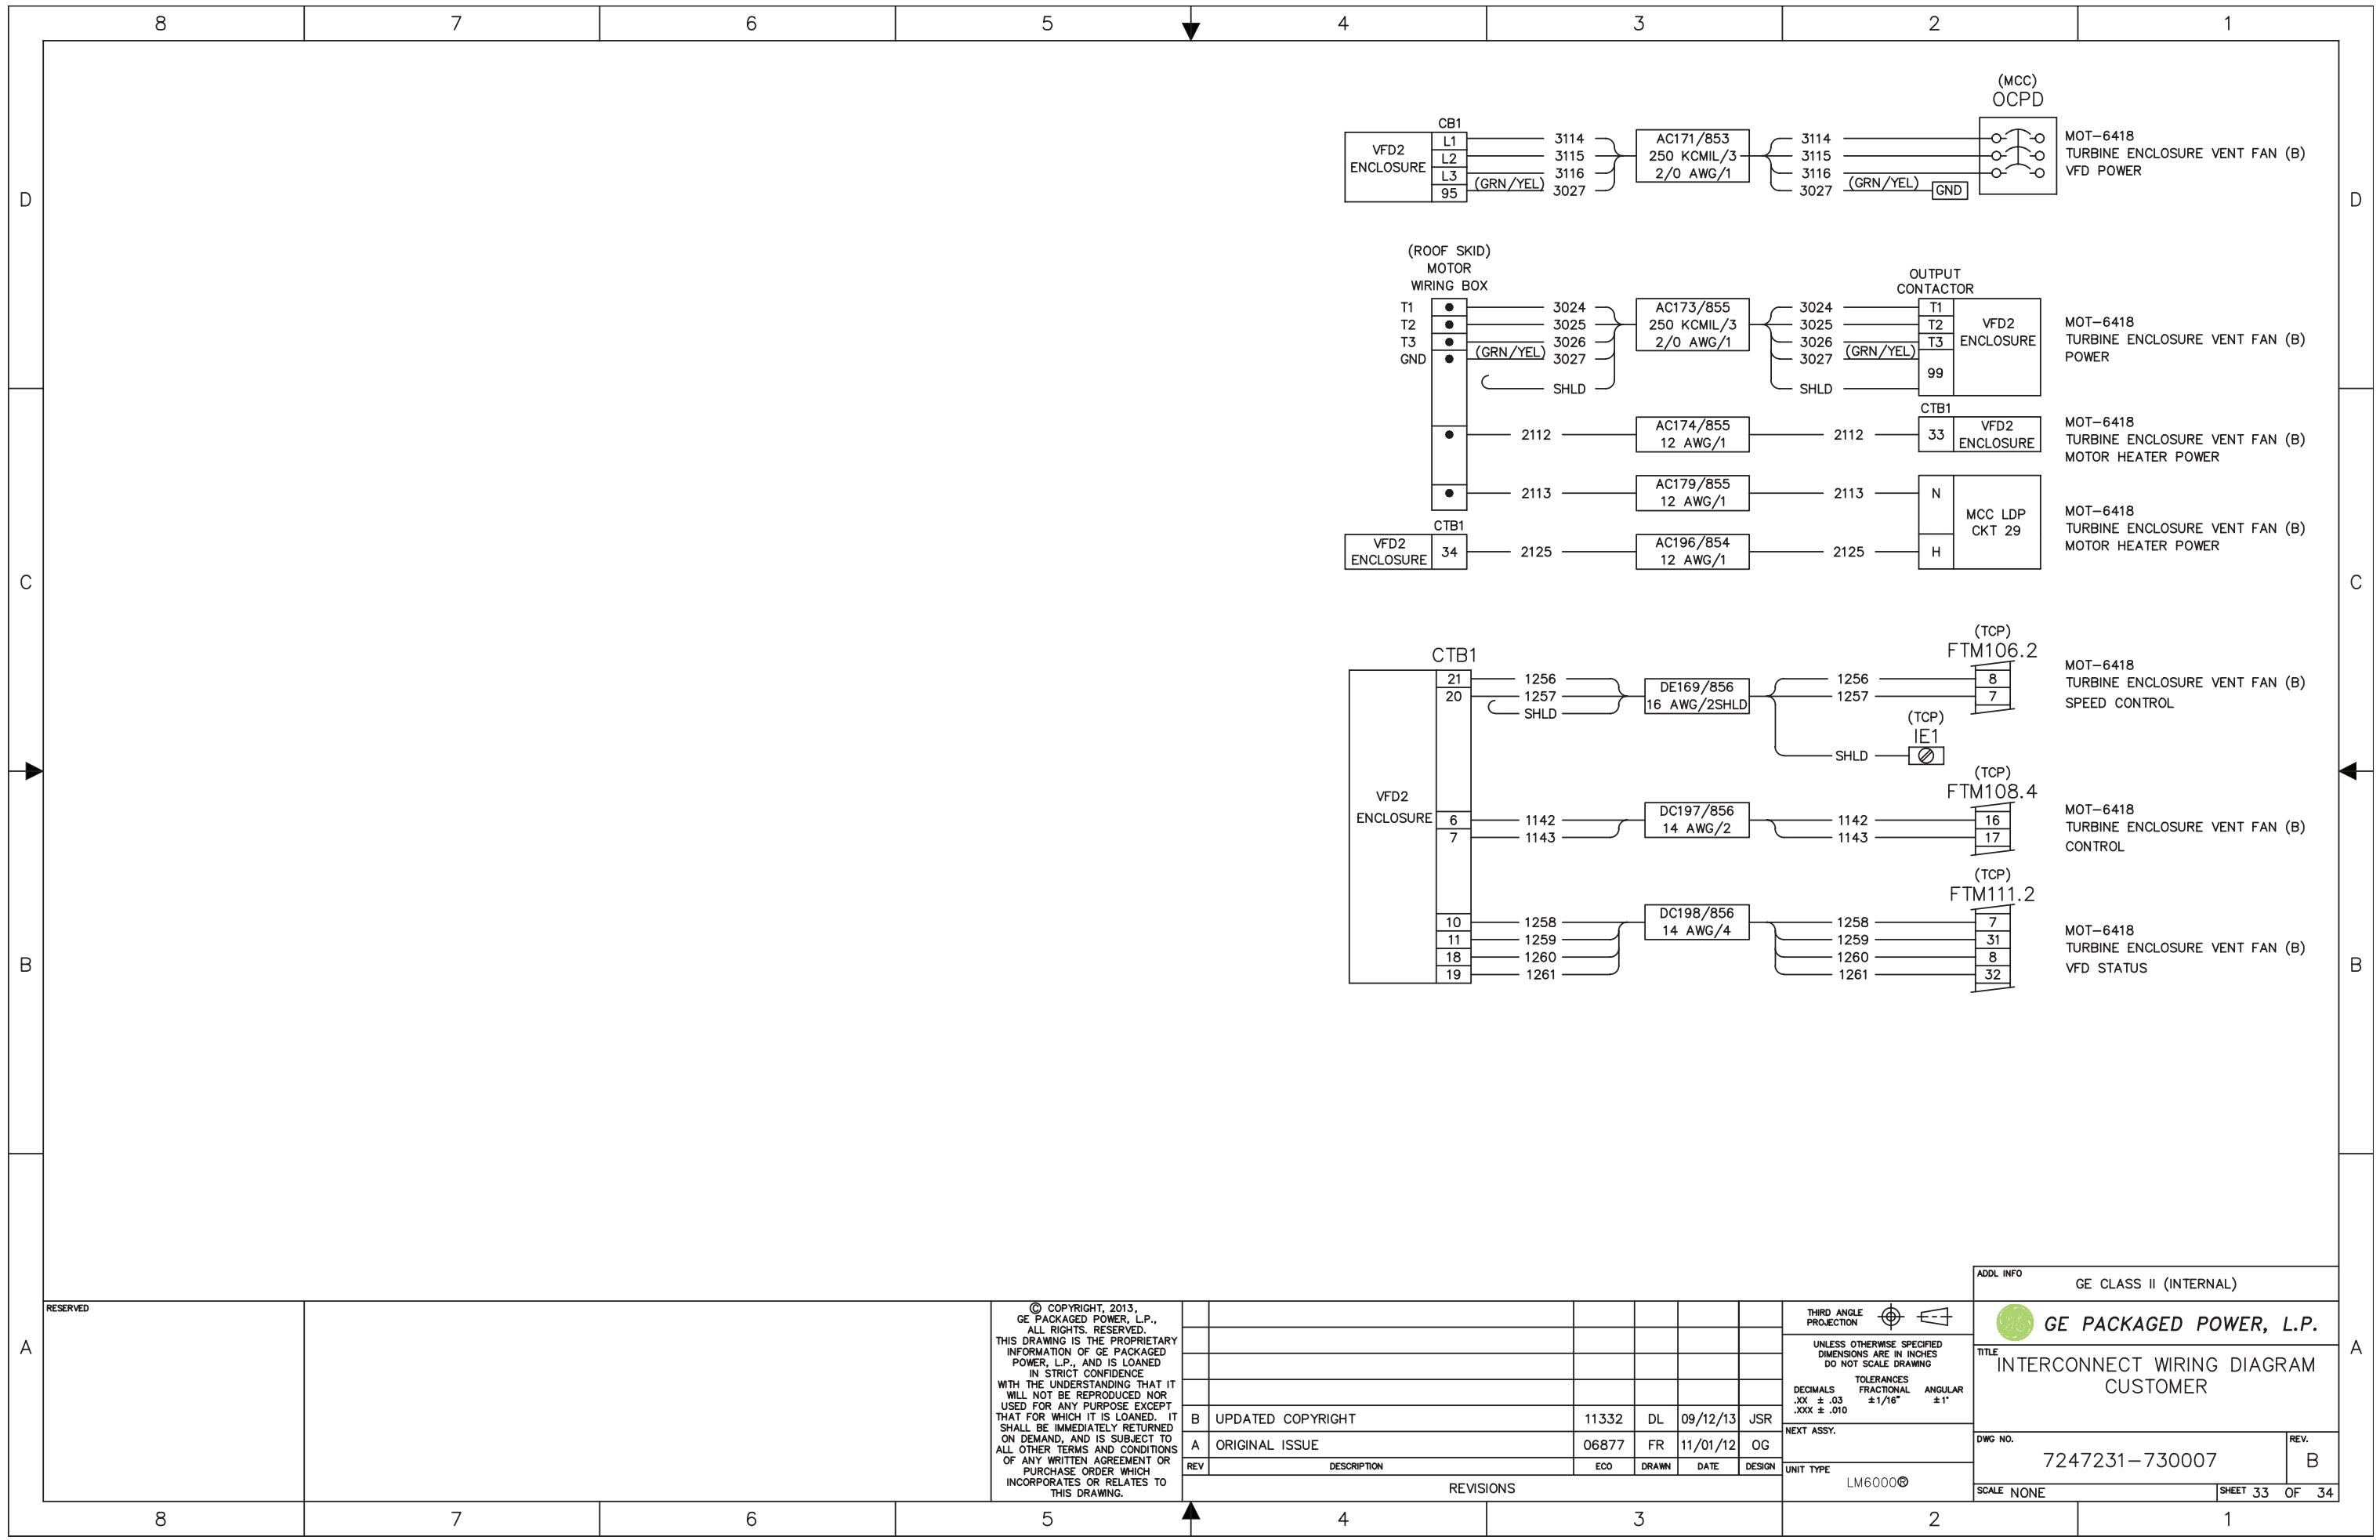 8 7 6 5 4 3 2 1
D
C
B
A
(MCC)
OCPD
CB1
VFD2
ENCLOSURE
L1
L2
L3
95
3114
3115
3116
(GRN/YEL) 3027
AC171/853
250 KCMIL/3
2/0 AWG/1
3114
3115
3116
3027 (GRN/YEL) GND
MOT-6418
TURBINE ENCLOSURE VENT FAN (B)
VFD POWER
(ROOF SKID)
MOTOR
WIRING BOX
T1
T2
T3
GND
3024
3025
3026
(GRN/YEL) 3027
SHLD
AC173/855
250 KCMIL/3
2/0 AWG/1
3024
3025
3026
3027 (GRN/YEL)
SHLD
OUTPUT
CONTACTOR
T1
T2
T3
99
VFD2
ENCLOSURE
MOT-6418
TURBINE ENCLOSURE VENT FAN (B)
POWER
2112
AC174/855
12 AWG/1
2112
CTB1
33
VFD2
ENCLOSURE
MOT-6418
TURBINE ENCLOSURE VENT FAN (B)
MOTOR HEATER POWER
2113
AC179/855
12 AWG/1
2113
N
MCC LDP
CKT 29
H
MOT-6418
TURBINE ENCLOSURE VENT FAN (B)
MOTOR HEATER POWER
CTB1
VFD2
ENCLOSURE
34
2125
AC196/854
12 AWG/1
2125
CTB1
VFD2
ENCLOSURE
21
20
1256
1257
SHLD
DE169/856
16 AWG/2SHLD
1256
1257
SHLD
(TCP)
FTM106.2
8
7
(TCP)
IE1
MOT-6418
TURBINE ENCLOSURE VENT FAN (B)
SPEED CONTROL
6
7
1142
1143
DC197/856
14 AWG/2
1142
1143
(TCP)
FTM108.4
16
17
MOT-6418
TURBINE ENCLOSURE VENT FAN (B)
CONTROL
10
11
18
19
1258
1259
1260
1261
DC198/856
14 AWG/4
1258
1259
1260
1261
(TCP)
FTM111.2
7
31
8
32
MOT-6418
TURBINE ENCLOSURE VENT FAN (B)
VFD STATUS
D
C
B
A
RESERVED
© COPYRIGHT, 2013,
GE PACKAGED POWER, L.P.,
ALL RIGHTS. RESERVED.
THIS DRAWING IS THE PROPRIETARY
INFORMATION OF GE PACKAGED
POWER, L.P., AND IS LOANED
IN STRICT CONFIDENCE
WITH THE UNDERSTANDING THAT IT
WILL NOT BE REPRODUCED NOR
USED FOR ANY PURPOSE EXCEPT
THAT FOR WHICH IT IS LOANED. IT
SHALL BE IMMEDIATELY RETURNED
ON DEMAND, AND IS SUBJECT TO
ALL OTHER TERMS AND CONDITIONS
OF ANY WRITTEN AGREEMENT OR
PURCHASE ORDER WHICH
INCORPORATES OR RELATES TO
THIS DRAWING.
B UPDATED COPYRIGHT 11332 DL 09/12/13 JSR
A ORIGINAL ISSUE 06877 FR 11/01/12 OG
REV DESCRIPTION ECO DRAWN DATE DESIGN
REVISIONS
THIRD ANGLE
PROJECTION
UNLESS OTHERWISE SPECIFIED
DIMENSIONS ARE IN INCHES
DO NOT SCALE DRAWING
TOLERANCES
DECIMALS FRACTIONAL ANGULAR
.XX ± .03 ±1/16" ±1°
.XXX ± .010
NEXT ASSY.
UNIT TYPE
LM6000®
ADDL INFO
GE CLASS II (INTERNAL)
GE PACKAGED POWER, L.P.
TITLE
INTERCONNECT WIRING DIAGRAM
CUSTOMER
DWG NO.
7247231-730007
REV.
B
SCALE NONE
SHEET 33 OF 34
8 7 6 5 4 3 2 1